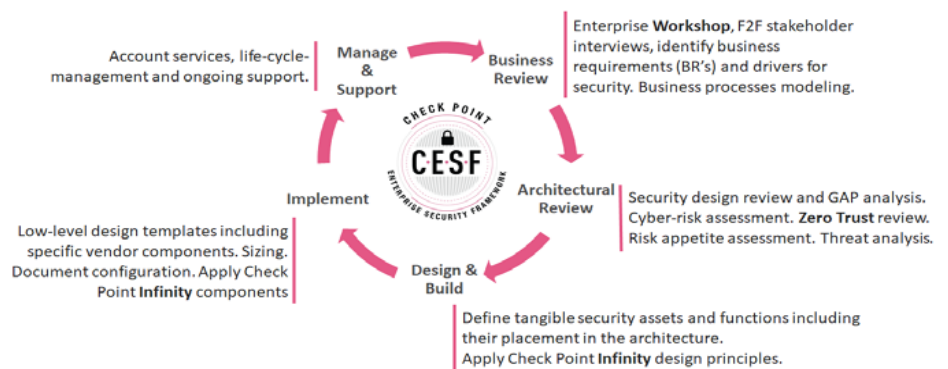 Manage
&
Support
Account services, life-cycle-
management and ongoing support.
Business
Review
Enterprise Workshop, F2F stakeholder
interviews, identify business
requirements (BR's) and drivers for
security. Business processes modeling.
CHECK POINT
C·E·S·F
ENTERPRISE SECURITY FRAMEWORK
Architectural
Review
Security design review and GAP analysis.
Cyber-risk assessment. Zero Trust review.
Risk appetite assessment. Threat analysis.
Implement
Low-level design templates including
specific vendor components. Sizing.
Document configuration. Apply Check
Point Infinity components
Design &
Build
Define tangible security assets and functions including
their placement in the architecture.
Apply Check Point Infinity design principles.